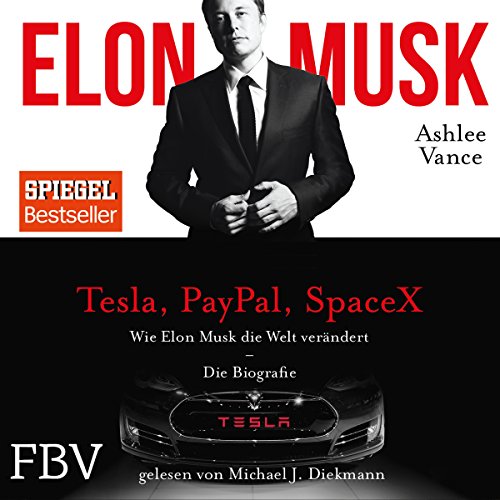 ELON MUSK
Ashlee
Vance
SPIEGEL
Bestseller
Tesla, PayPal, SpaceX
Wie Elon Musk die Welt verändert
–
Die Biografie
TESLA
FBV
gelesen von Michael J. Diekmann